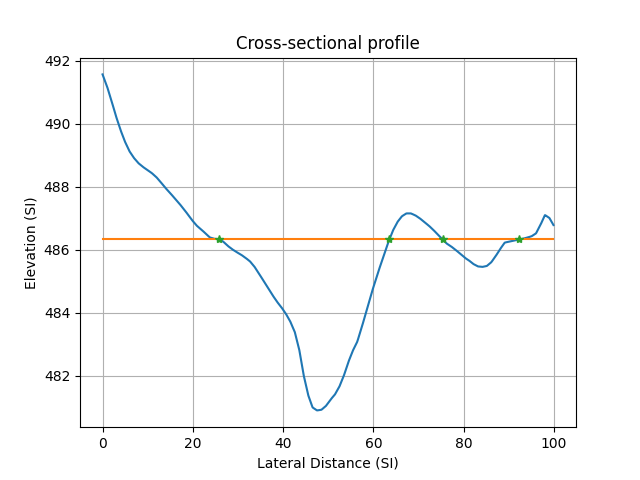 Cross-sectional profile
492
490
488
486
484
482
Elevation (SI)
0 20 40 60 80 100
Lateral Distance (SI)